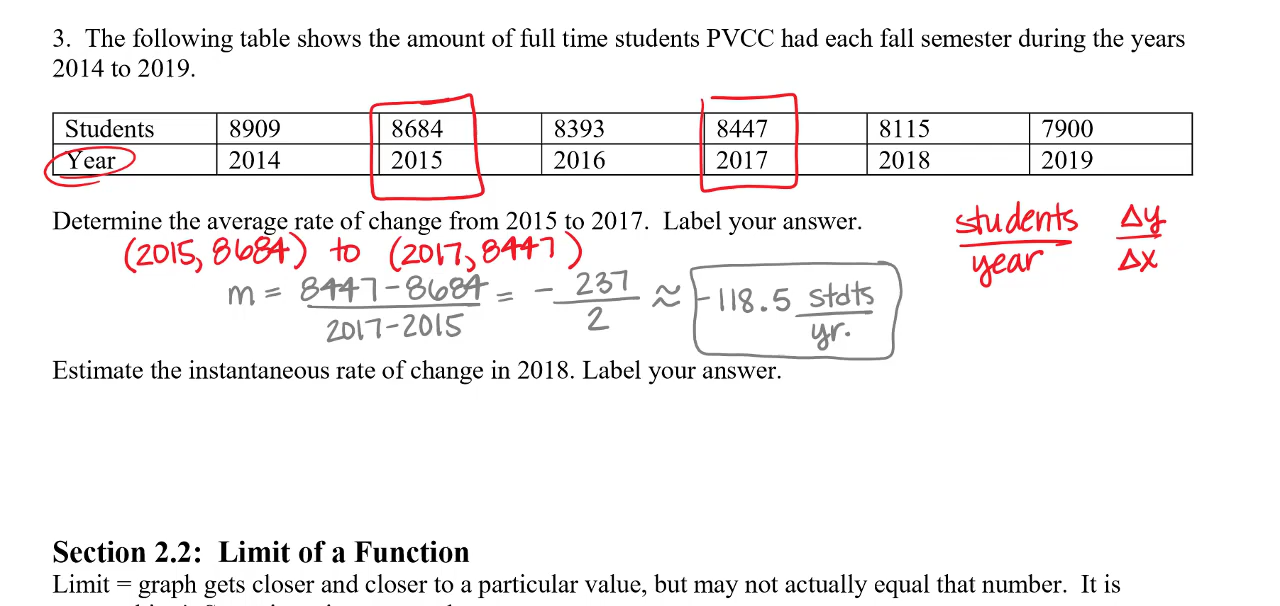 3. The following table shows the amount of full time students PVCC had each fall semester during the years
2014 to 2019.
Students 8909 8684 8393 8447 8115 7900
Year 2014 2015 2016 2017 2018 2019
Determine the average rate of change from 2015 to 2017. Label your answer.
students / year Δy / Δx
(2015, 8684) to (2017, 8447)
m = 8447-8684 / 2017-2015 = - 237 / 2 ≈ -118.5 stdts / yr.
Estimate the instantaneous rate of change in 2018. Label your answer.
Section 2.2: Limit of a Function
Limit = graph gets closer and closer to a particular value, but may not actually equal that number. It is